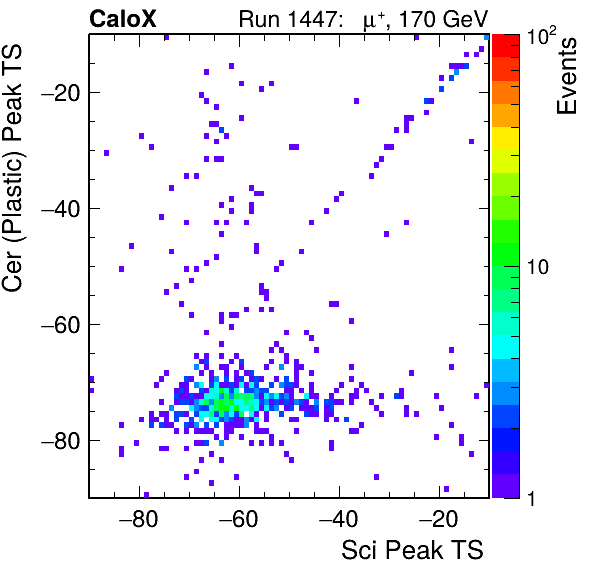 CaloX Run 1447: μ⁺, 170 GeV
Cer (Plastic) Peak TS
−20
−40
−60
−80
−80 −60 −40 −20
Sci Peak TS
10²
10
1
Events